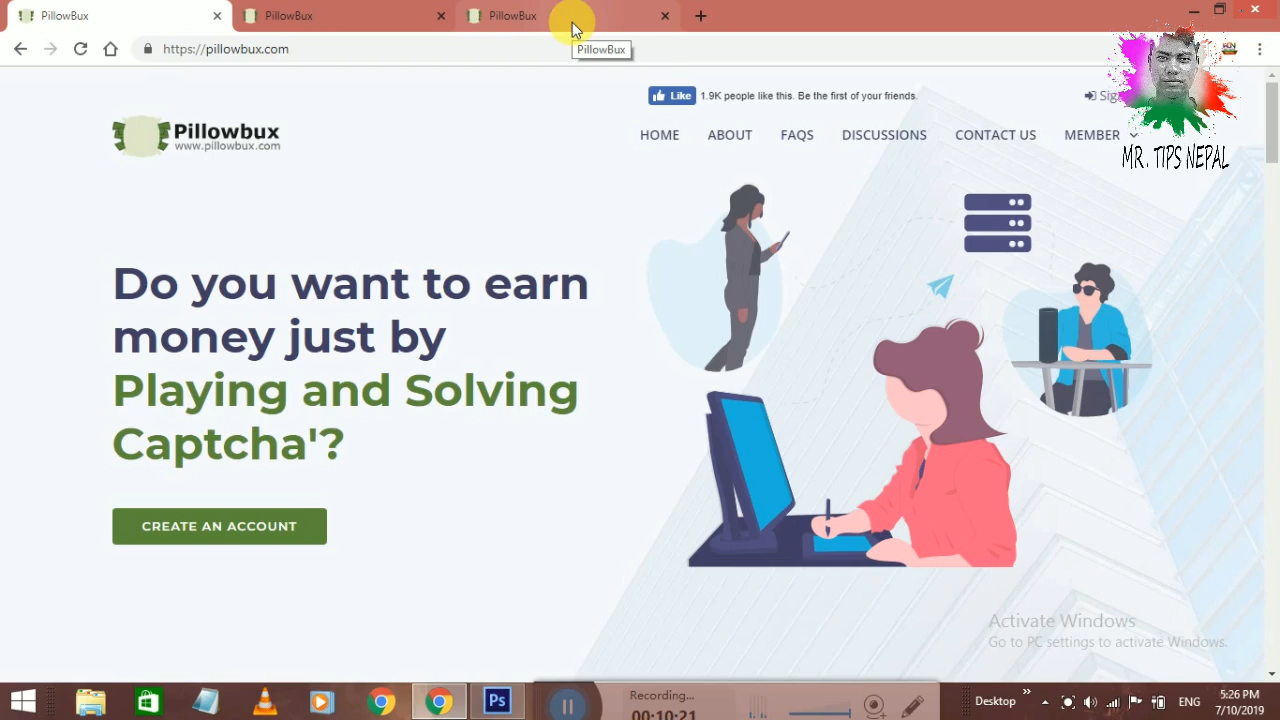 PillowBux
PillowBux
PillowBux
PillowBux
https://pillowbux.com
Like 1.9K people like this. Be the first of your friends.
Pillowbux
www.pillowbux.com
HOME ABOUT FAQS DISCUSSIONS CONTACT US MEMBER
MR. TIPS NEPAL
Do you want to earn
money just by
Playing and Solving
Captcha'?
CREATE AN ACCOUNT
Activate Windows
Go to PC settings to activate Windows.
Ps
Recording...
00:10:21
Desktop
ENG
5:26 PM
7/10/2019